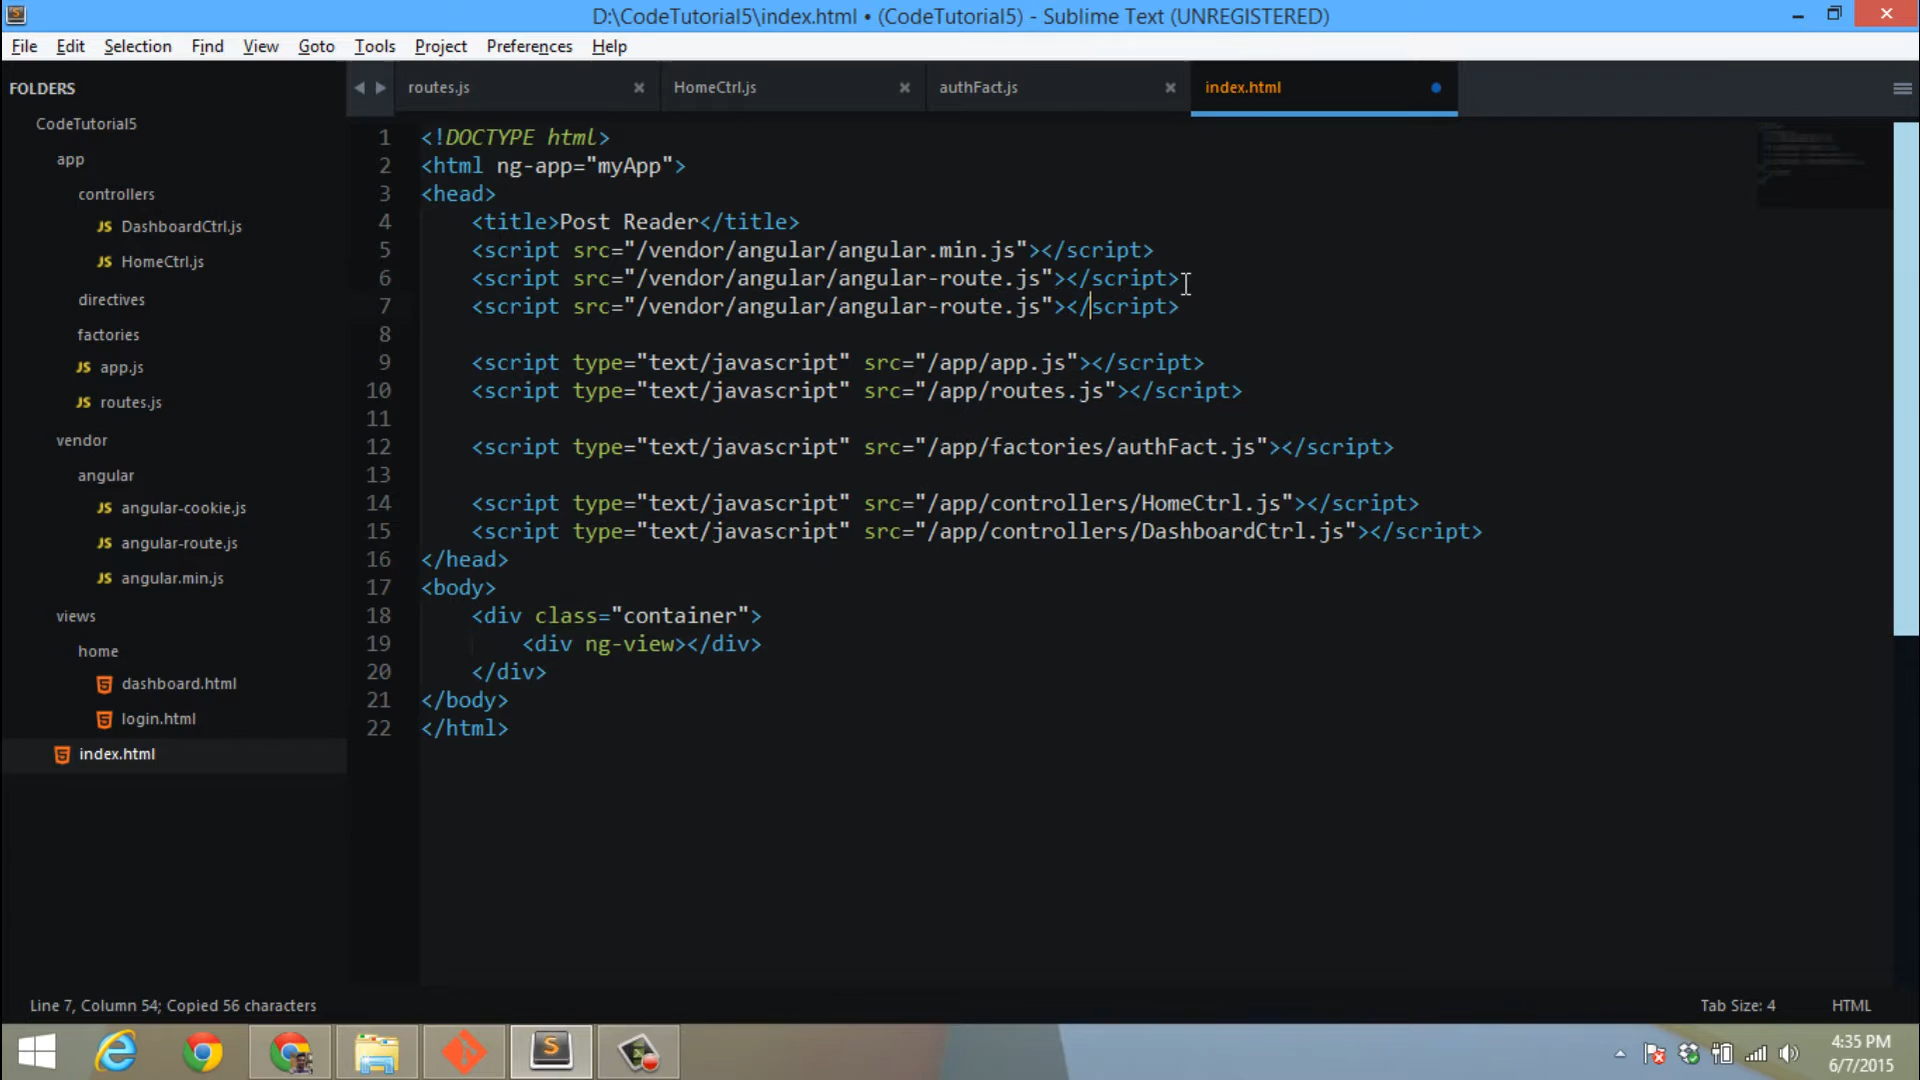 D:\CodeTutorial5\index.html • (CodeTutorial5) - Sublime Text (UNREGISTERED)
File Edit Selection Find View Goto Tools Project Preferences Help
FOLDERS
CodeTutorial5
app
controllers
JS DashboardCtrl.js
JS HomeCtrl.js
directives
factories
JS app.js
JS routes.js
vendor
angular
JS angular-cookie.js
JS angular-route.js
JS angular.min.js
views
home
dashboard.html
login.html
index.html
routes.js HomeCtrl.js authFact.js index.html
1 <!DOCTYPE html>
2 <html ng-app="myApp">
3 <head>
4 <title>Post Reader</title>
5 <script src="/vendor/angular/angular.min.js"></script>
6 <script src="/vendor/angular/angular-route.js"></script>
7 <script src="/vendor/angular/angular-route.js"></script>
8
9 <script type="text/javascript" src="/app/app.js"></script>
10 <script type="text/javascript" src="/app/routes.js"></script>
11
12 <script type="text/javascript" src="/app/factories/authFact.js"></script>
13
14 <script type="text/javascript" src="/app/controllers/HomeCtrl.js"></script>
15 <script type="text/javascript" src="/app/controllers/DashboardCtrl.js"></script>
16 </head>
17 <body>
18 <div class="container">
19 <div ng-view></div>
20 </div>
21 </body>
22 </html>
Line 7, Column 54; Copied 56 characters
Tab Size: 4 HTML
4:35 PM
6/7/2015